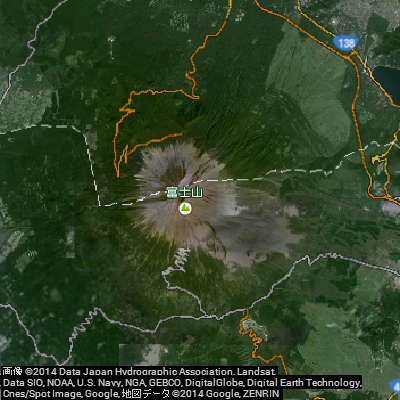 138
富士山
画像 ©2014 Data Japan Hydrographic Association, Landsat,
Data SIO, NOAA, U.S. Navy, NGA, GEBCO, DigitalGlobe, Digital Earth Technology,
Cnes/Spot Image, Google, 地図データ ©2014 Google, ZENRIN